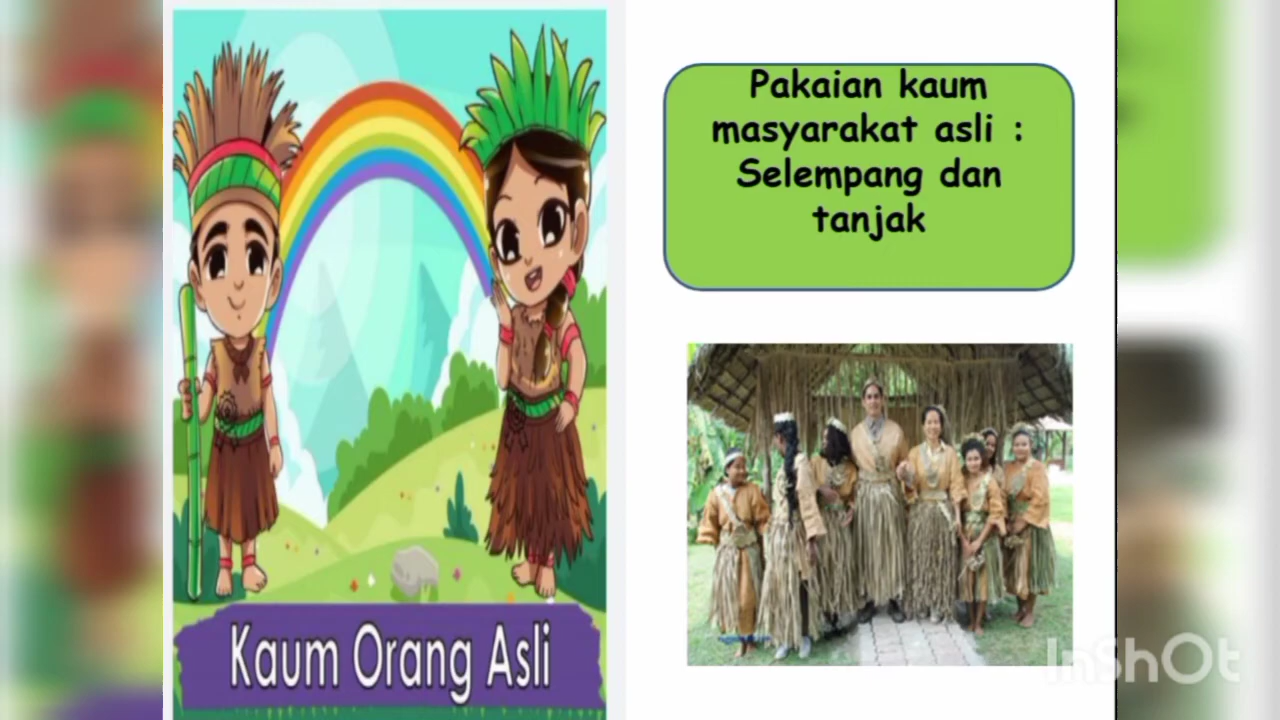 Pakaian kaum
masyarakat asli :
Selempang dan
tanjak
Kaum Orang Asli
InShOt